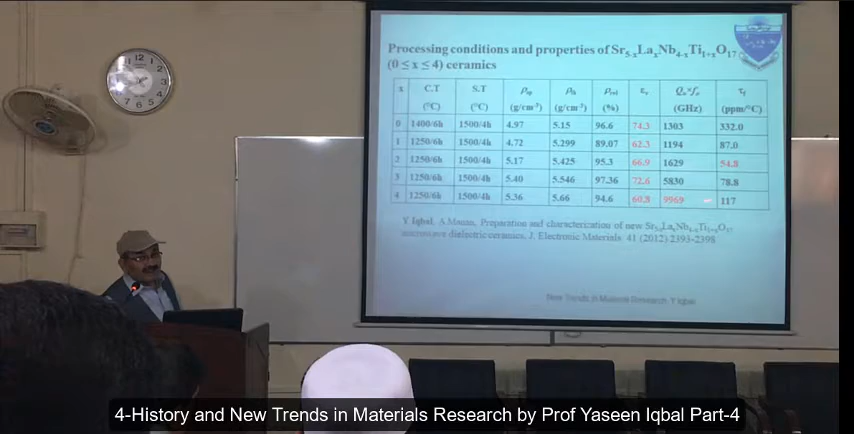 Processing conditions and properties of Sr5-xLaxNb4-xTi1+xO17
(0 ≤ x ≤ 4) ceramics
x C.T (°C) S.T (°C) ρap (g/cm³) ρth (g/cm³) ρrel (%) εr Qu×fo (GHz) τf (ppm/°C)
0 1400/6h 1500/4h 4.97 5.15 96.6 74.3 1303 332.0
1 1250/6h 1500/4h 4.72 5.299 89.07 62.3 1194 87.0
2 1250/6h 1500/4h 5.17 5.425 95.3 66.9 1629 54.8
3 1250/6h 1500/4h 5.40 5.546 97.36 72.6 5830 78.8
4 1250/6h 1500/4h 5.36 5.66 94.6 60.8 9969 117
Y Iqbal, A Manan, Preparation and characterization of new Sr5-xLaxNb4-xTi1+xO17
microwave dielectric ceramics, J. Electronic Materials. 41 (2012) 2393-2398
New Trends in Material Research Y Iqbal
4-History and New Trends in Materials Research by Prof Yaseen Iqbal Part-4